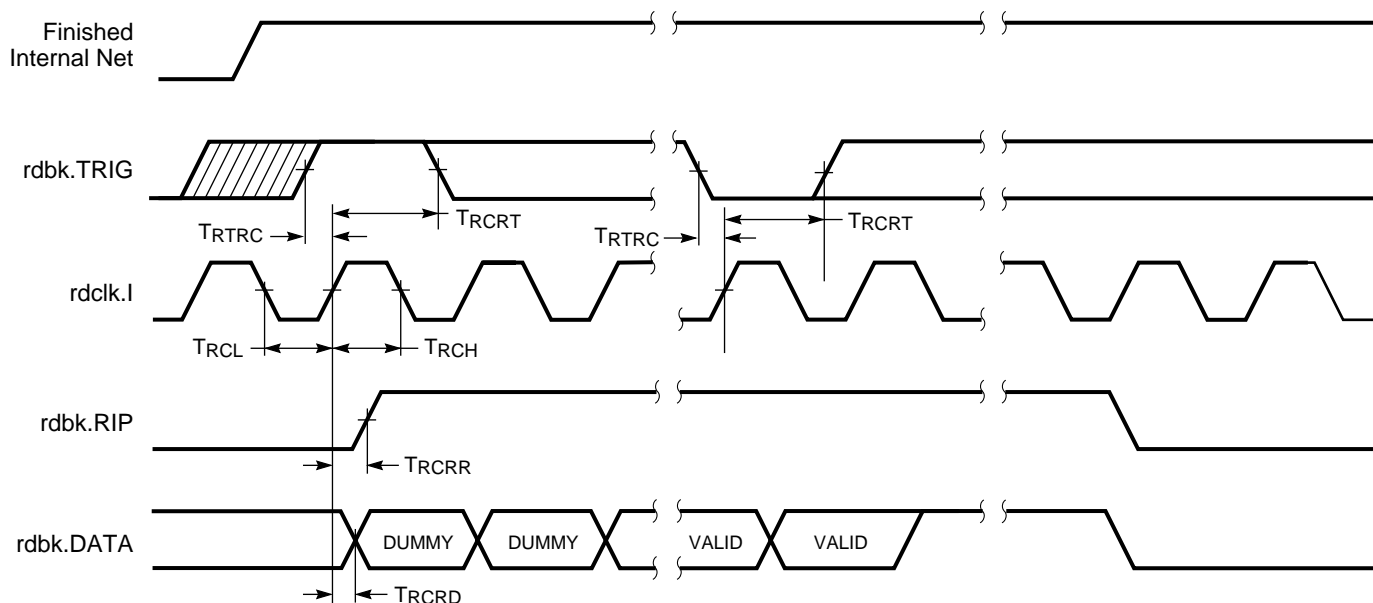 Finished
Internal Net
rdbk.TRIG
TRCRT
TRCRT
TRTRC
TRTRC
rdclk.I
TRCL
TRCH
rdbk.RIP
TRCRR
rdbk.DATA
DUMMY
DUMMY
VALID
VALID
TRCRD